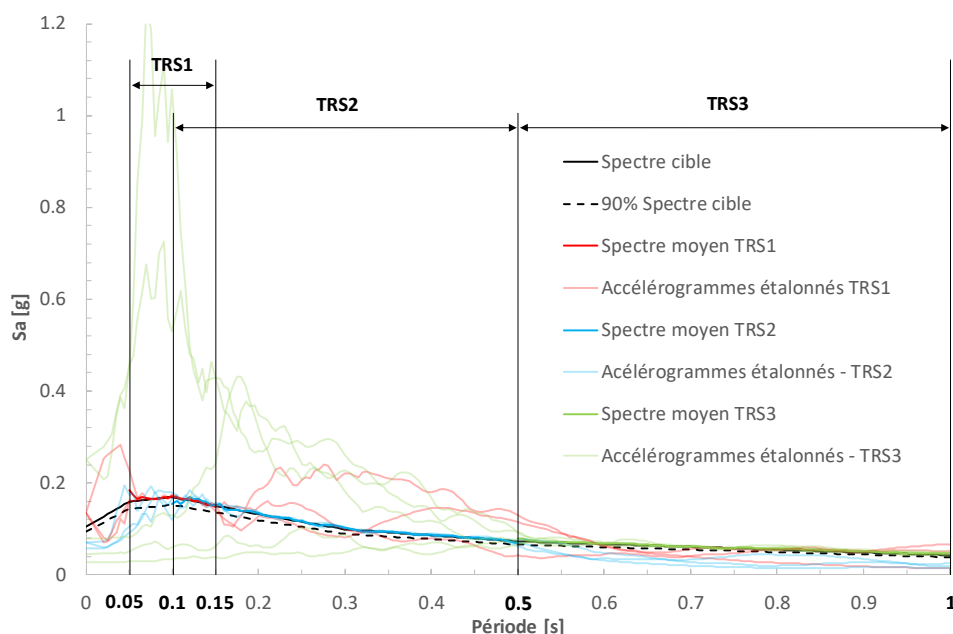 1.2
1
0.8
0.6
0.4
0.2
0
Sa [g]
TRS1
TRS2
TRS3
Spectre cible
90% Spectre cible
Spectre moyen TRS1
Accélérogrammes étalonnés TRS1
Spectre moyen TRS2
Acélérogrammes étalonnés - TRS2
Spectre moyen TRS3
Accélérogrammes étalonnés - TRS3
0 0.05 0.1 0.15 0.2 0.3 0.4 0.5 0.6 0.7 0.8 0.9 1
Période [s]